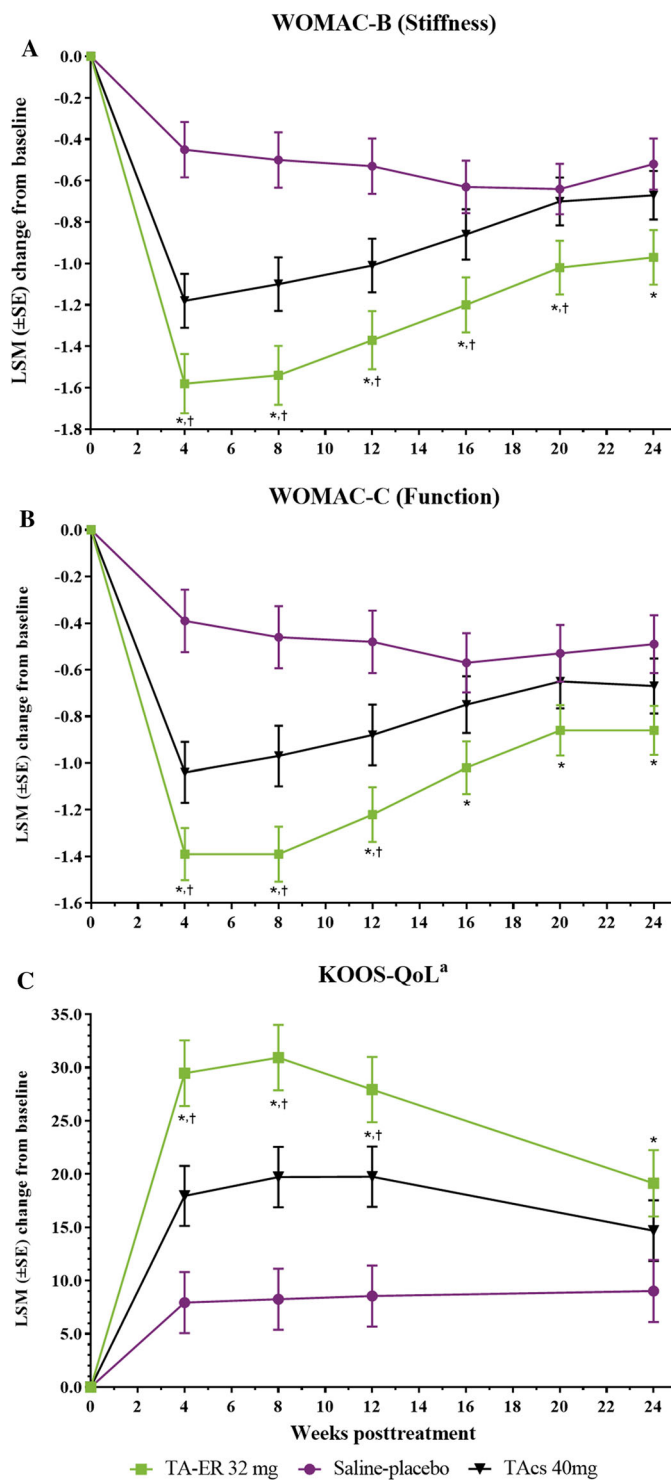 WOMAC-B (Stiffness)
A
LSM (±SE) change from baseline
0.0
-0.2
-0.4
-0.6
-0.8
-1.0
-1.2
-1.4
-1.6
-1.8
*,† *,† *,† *,† *,† *
0 2 4 6 8 10 12 14 16 18 20 22 24
WOMAC-C (Function)
B
LSM (±SE) change from baseline
0.0
-0.2
-0.4
-0.6
-0.8
-1.0
-1.2
-1.4
-1.6
*,† *,† *,† * * *
0 2 4 6 8 10 12 14 16 18 20 22 24
KOOS-QoLᵃ
C
LSM (±SE) change from baseline
35.0
30.0
25.0
20.0
15.0
10.0
5.0
0.0
*,† *,† *,† *
0 2 4 6 8 10 12 14 16 18 20 22 24
Weeks posttreatment
TA-ER 32 mg Saline-placebo TAcs 40mg